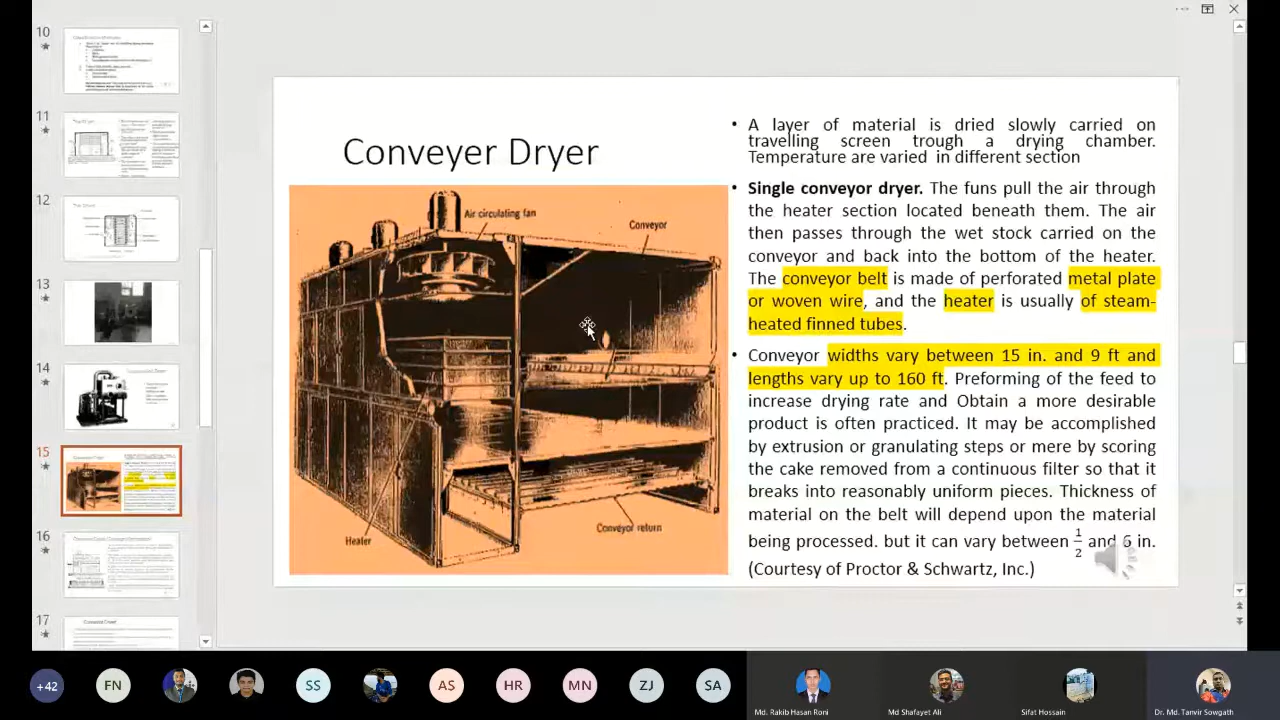 10
11
12
13
14
15
16
17
Conveyer Dryer
Air circulating fan
Conveyor
Heater
Conveyor return
• A layer material is dried slowly carried on
travelling trough a chamber.
are varied in different section
• Single conveyor dryer. The funs pull the air through
the heater section located beneath them. The air
then passes through the wet stock carried on the
conveyor and back into the bottom of the heater.
The conveyor belt is made of perforated metal plate
or woven wire, and the heater is usually of steam-
heated finned tubes.
• Conveyor widths vary between 15 in. and 9 ft and
lengths vary up to 160 ft. Preforming of the feed to
increase drying rate and Obtain a more desirable
product is often practiced. It may be accomplished
by extrusion, granulating steps or more by scoring
the cake removed from a continuous filter so that it
breaks into reasonably uniform pieces. Thickness of
material on the belt will depend upon the material
being but it can vary between 1/2 and 6 in.
(Courtesy of Proctor & Schwartz, Inc.)
+42
FN
SS
AS
HR
MN
ZJ
SA
Md. Rakib Hasan Roni
Md Shafayet Ali
Sifat Hossain
Dr. Md. Tanvir Sowgath